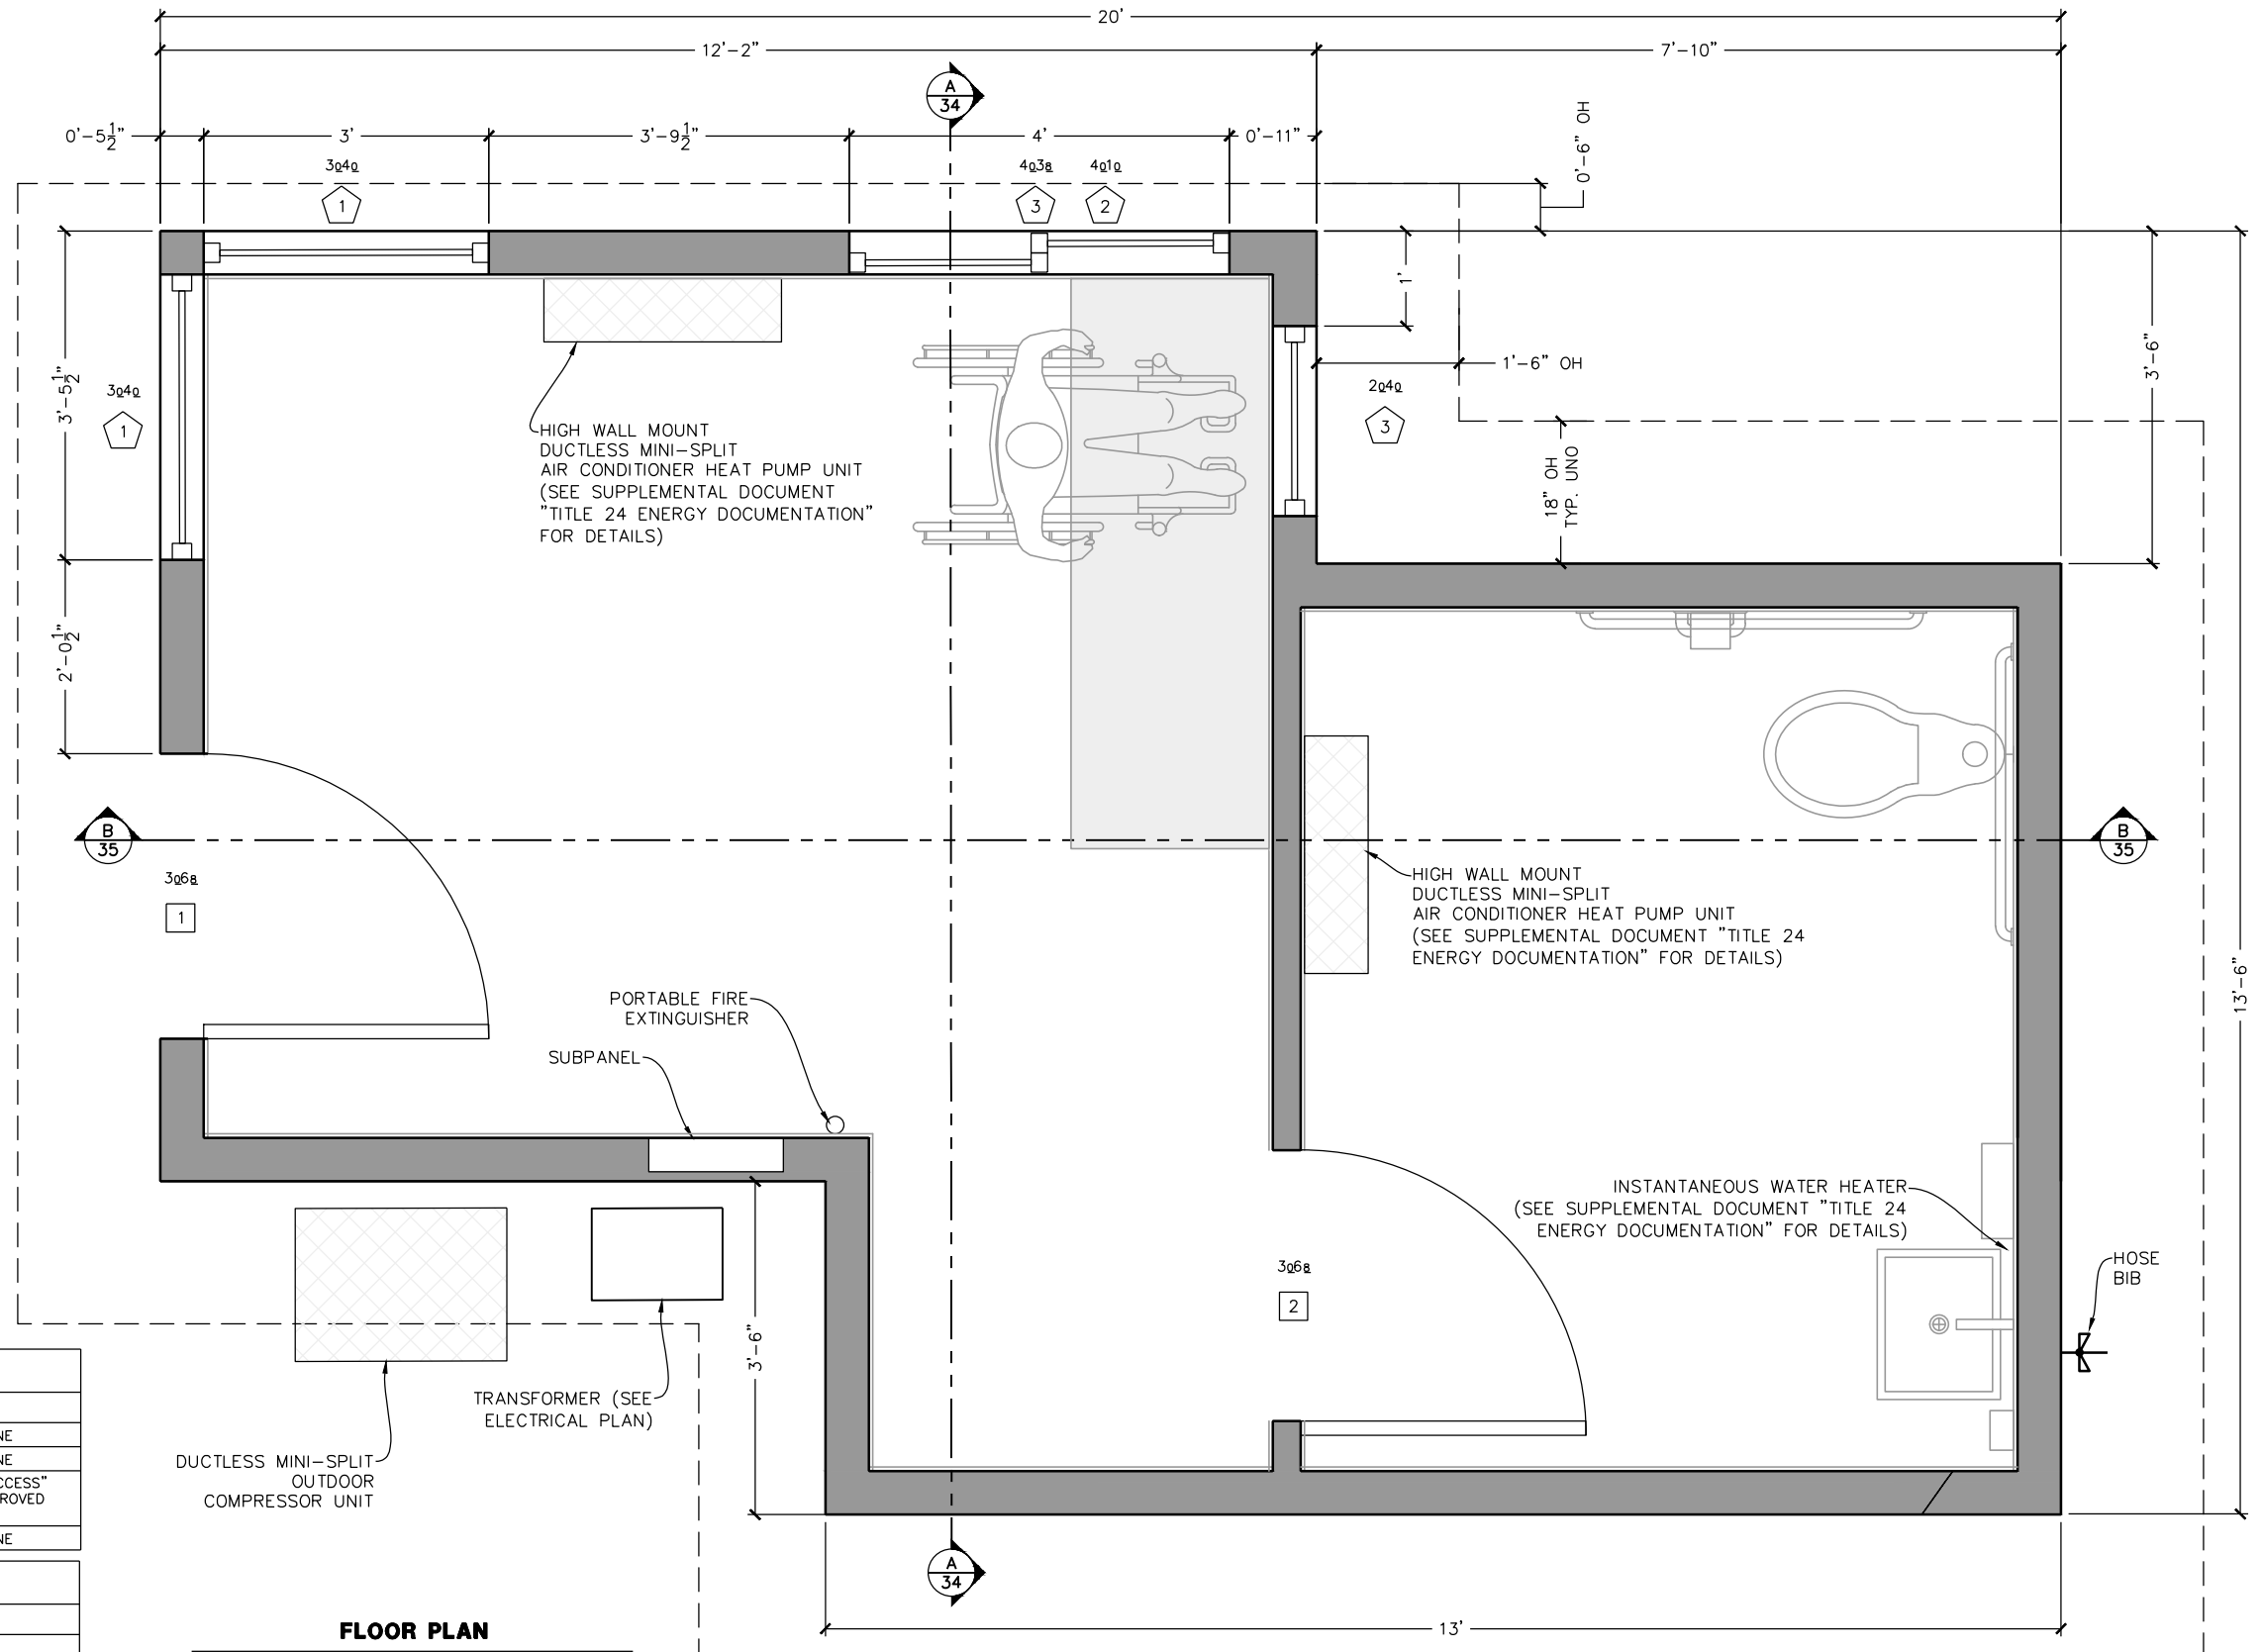 20'
12'-2"
7'-10"
A
34
0'-5½"
3'
3'-9½"
4'
0'-11"
0'-6" OH
3040
4038
4010
1
3
2
3'-5½"
3040
1
1'
1'-6" OH
2040
3
3'-6"
HIGH WALL MOUNT
DUCTLESS MINI-SPLIT
AIR CONDITIONER HEAT PUMP UNIT
(SEE SUPPLEMENTAL DOCUMENT
"TITLE 24 ENERGY DOCUMENTATION"
FOR DETAILS)
18" OH
TYP. UNO
2'-0½"
B
35
B
35
3068
1
HIGH WALL MOUNT
DUCTLESS MINI-SPLIT
AIR CONDITIONER HEAT PUMP UNIT
(SEE SUPPLEMENTAL DOCUMENT "TITLE 24
ENERGY DOCUMENTATION" FOR DETAILS)
13'-6"
PORTABLE FIRE
EXTINGUISHER
SUBPANEL
INSTANTANEOUS WATER HEATER
(SEE SUPPLEMENTAL DOCUMENT "TITLE 24
ENERGY DOCUMENTATION" FOR DETAILS)
3068
2
HOSE
BIB
3'-6"
TRANSFORMER (SEE
ELECTRICAL PLAN)
DUCTLESS MINI-SPLIT
OUTDOOR
COMPRESSOR UNIT
NE
NE
CCESS"
ROVED
NE
A
34
13'
FLOOR PLAN